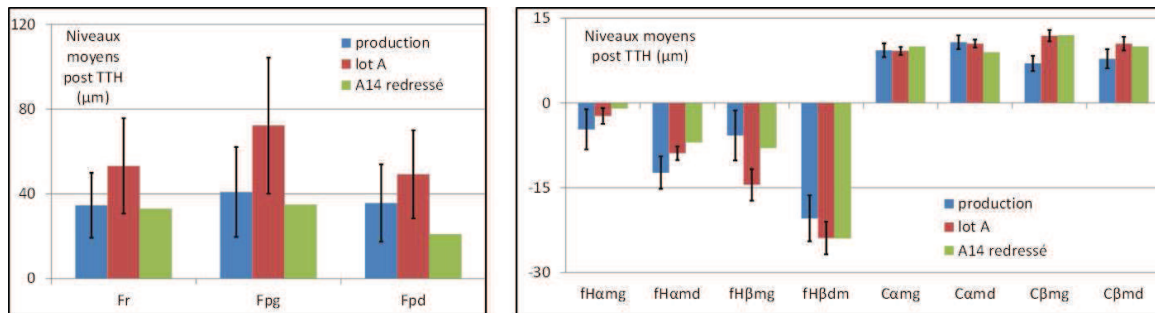 120
80
40
0
Niveaux
moyens
post TTH
(µm)
production
lot A
A14 redressé
Fr Fpg Fpd
15
0
-15
-30
Niveaux moyens
post TTH (µm)
production
lot A
A14 redressé
fHαmg fHαmd fHβmg fHβdm Cαmg Cαmd Cβmg Cβmd